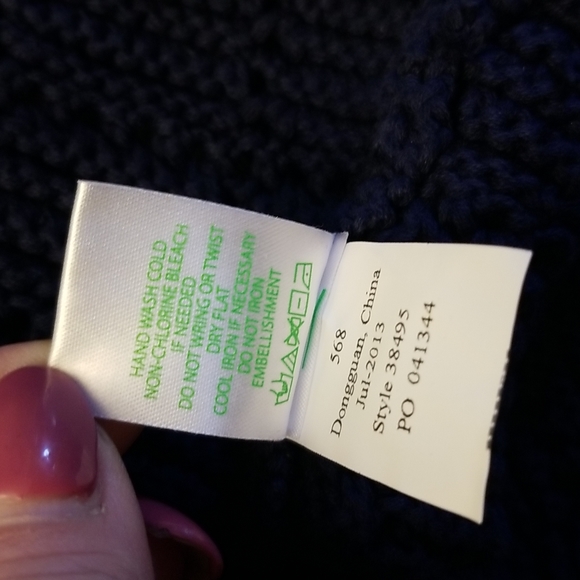 HAND WASH COLD
NON-CHLORINE BLEACH
IF NEEDED
DO NOT WRING OR TWIST
DRY FLAT
COOL IRON IF NECESSARY
DO NOT IRON
EMBELLISHMENT
568
Dongguan, China
Jul-2013
Style 38495
PO 041344